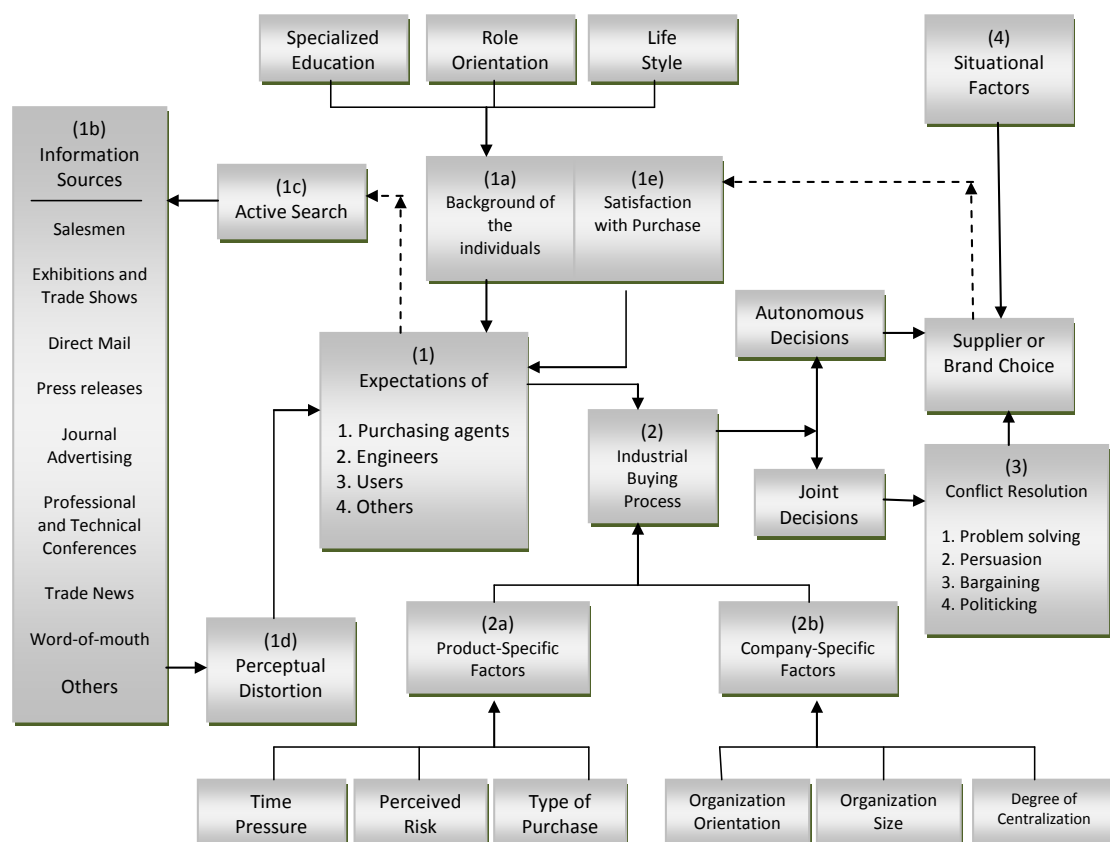 Specialized
Education
Role
Orientation
Life
Style
(4)
Situational
Factors
(1b)
Information
Sources
Salesmen
Exhibitions and
Trade Shows
Direct Mail
Press releases
Journal
Advertising
Professional
and Technical
Conferences
Trade News
Word-of-mouth
Others
(1c)
Active Search
(1a)
Background of
the
individuals
(1e)
Satisfaction
with Purchase
(1)
Expectations of
1. Purchasing agents
2. Engineers
3. Users
4. Others
Autonomous
Decisions
Supplier or
Brand Choice
(2)
Industrial
Buying
Process
Joint
Decisions
(3)
Conflict Resolution
1. Problem solving
2. Persuasion
3. Bargaining
4. Politicking
(1d)
Perceptual
Distortion
(2a)
Product-Specific
Factors
(2b)
Company-Specific
Factors
Time
Pressure
Perceived
Risk
Type of
Purchase
Organization
Orientation
Organization
Size
Degree of
Centralization